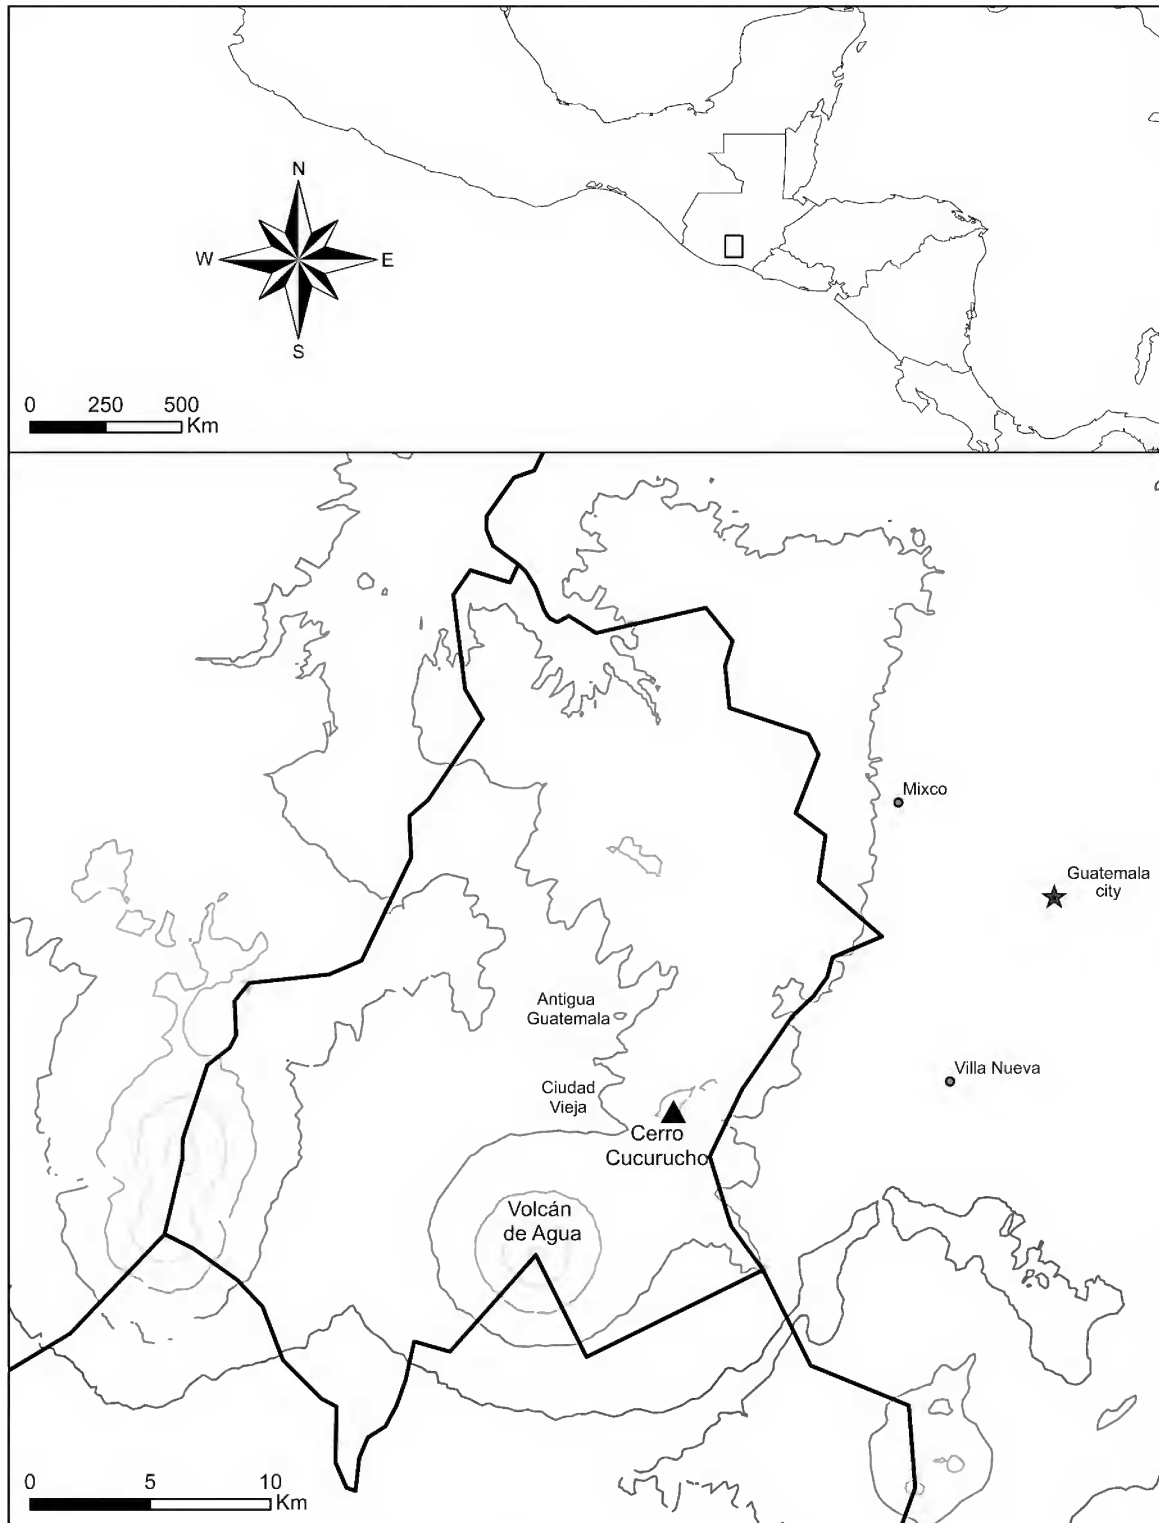 N
W
E
S
0 250 500
Km
Mixco
Guatemala
city
Antigua
Guatemala
Villa Nueva
Ciudad
Vieja
Cerro
Cucurucho
Volcán
de Agua
0 5 10
Km